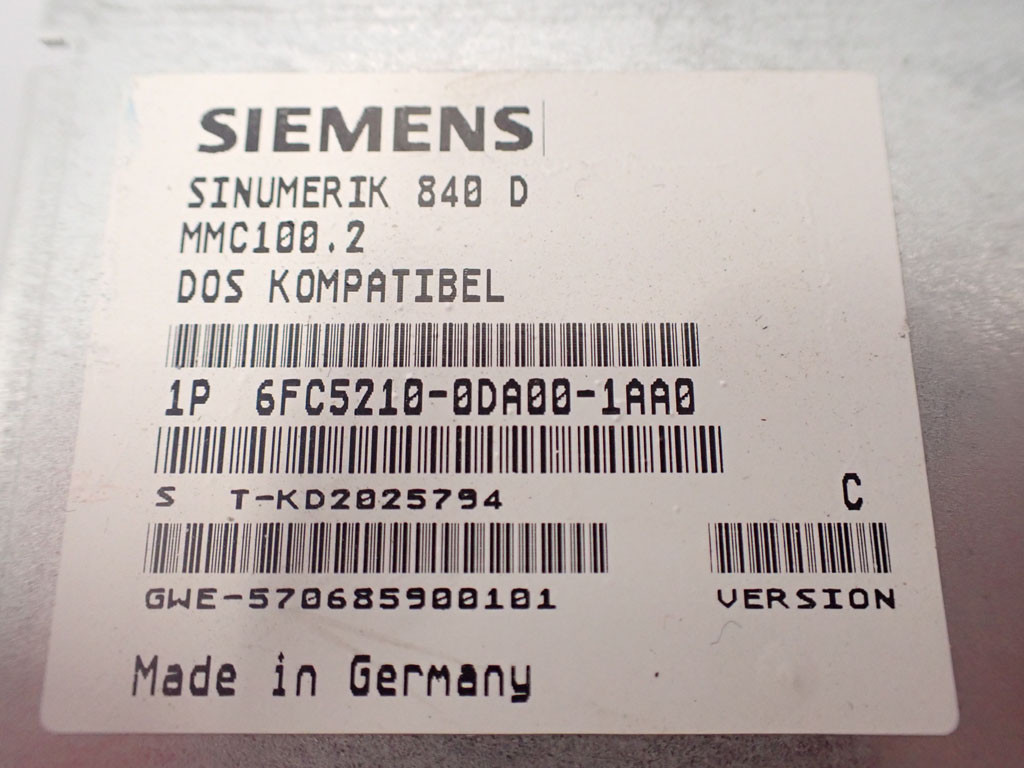 SIEMENS
SINUMERIK 840 D
MMC100.2
DOS KOMPATIBEL
1P 6FC5210-0DA00-1AA0
S T-KD2025794
C
GWE-570685900101
VERSION
Made in Germany